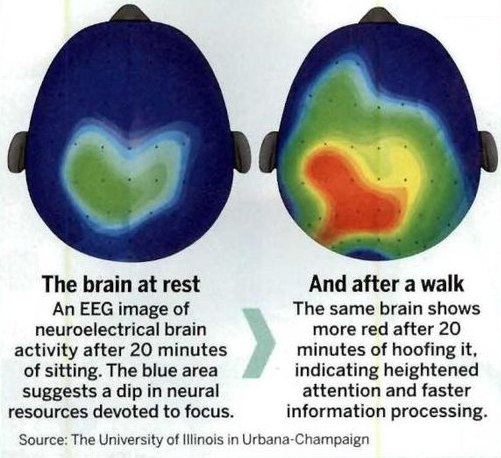 The brain at rest
An EEG image of
neuroelectrical brain
activity after 20 minutes
of sitting. The blue area
suggests a dip in neural
resources devoted to focus.
And after a walk
The same brain shows
more red after 20
minutes of hoofing it,
indicating heightened
attention and faster
information processing.
Source: The University of Illinois in Urbana-Champaign